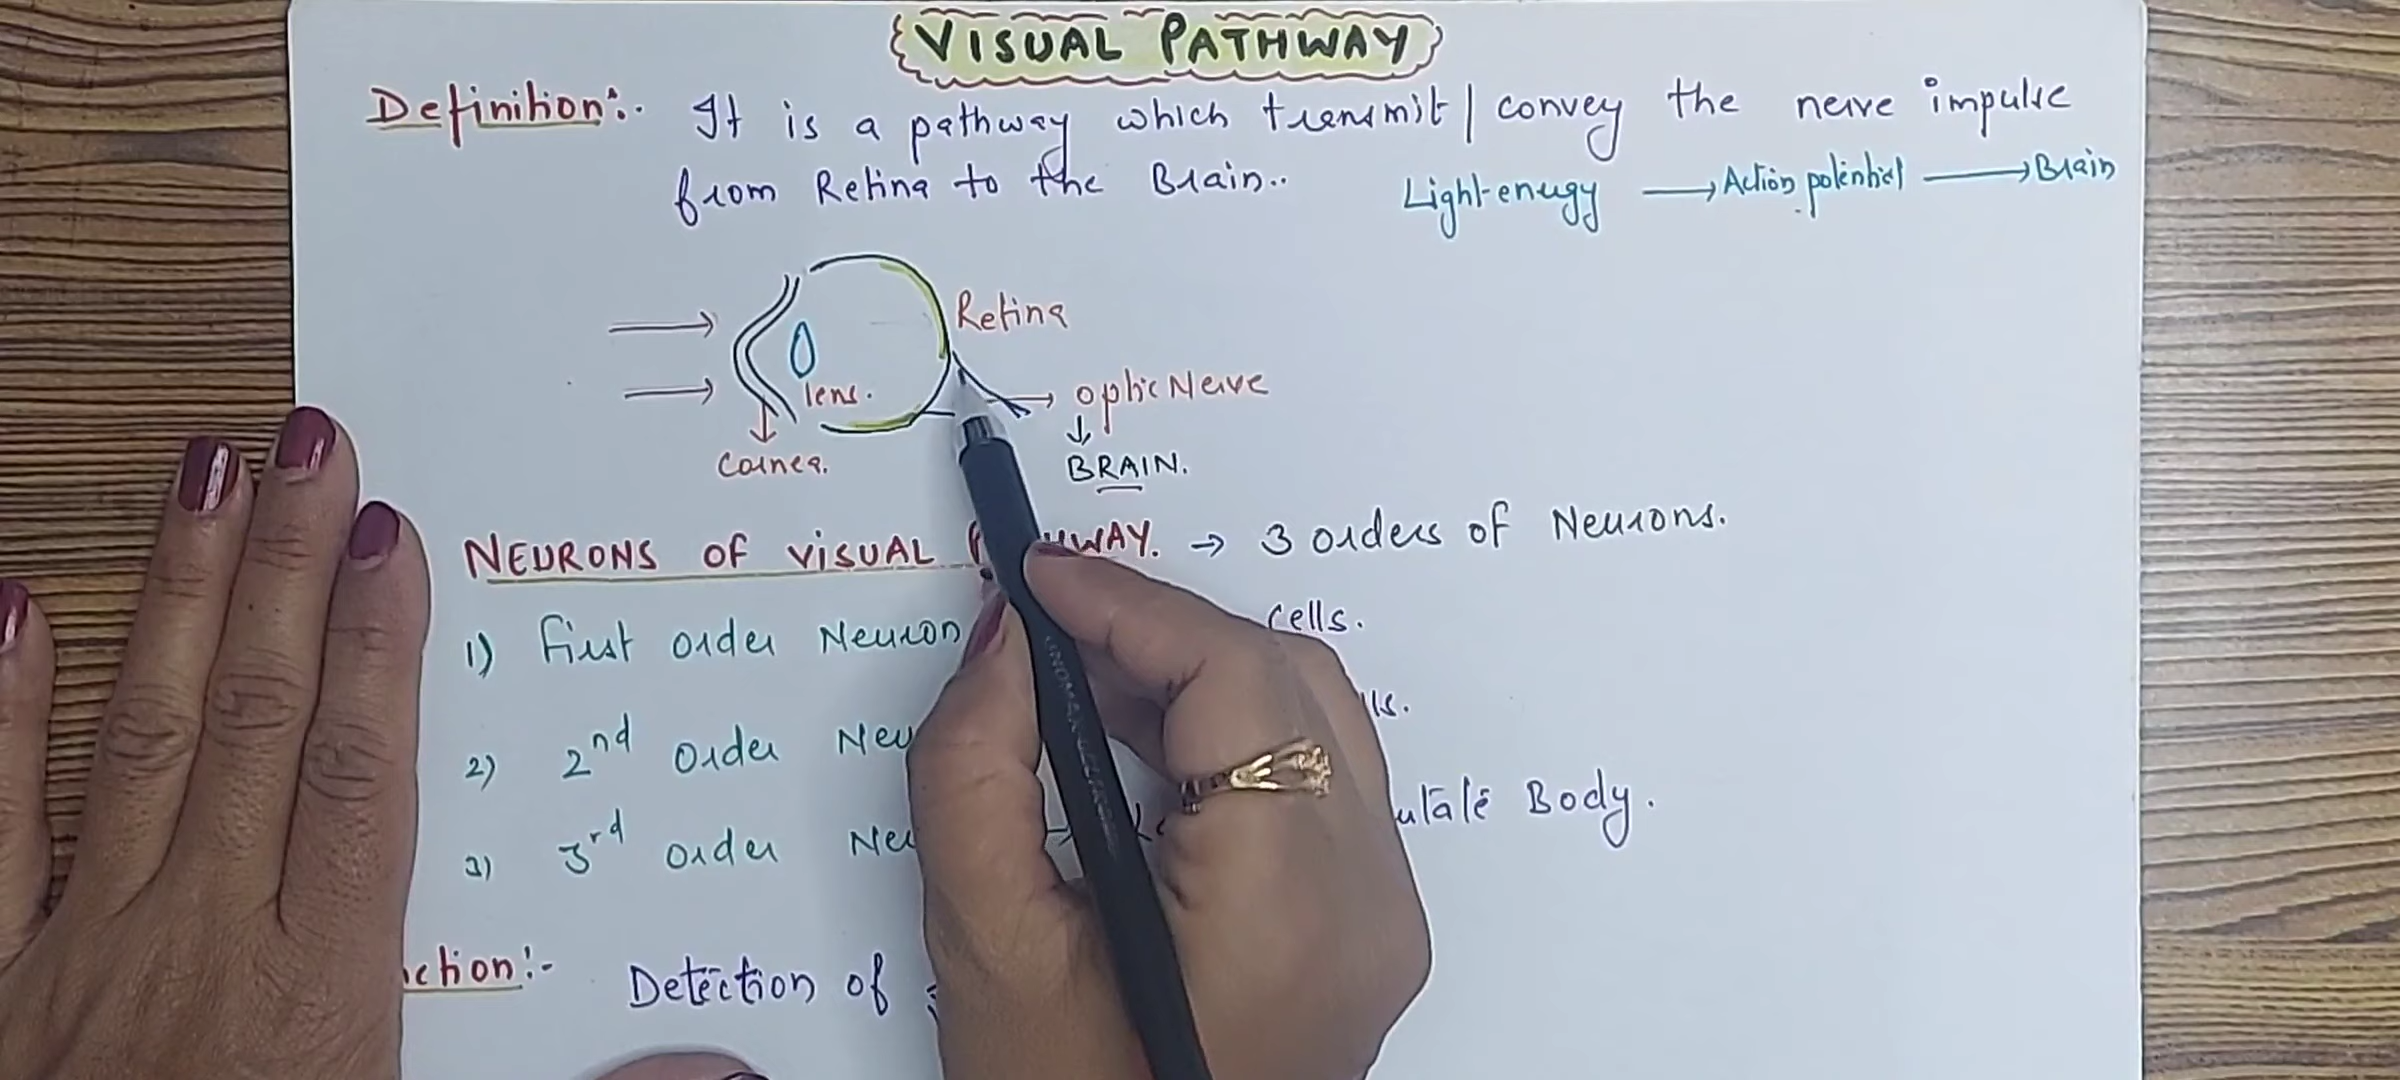 VISUAL PATHWAY
Definition:- It is a pathway which transmit | convey the nerve impulse
from Retina to the Brain..
Light energy → Action potential → Brain
Retina
lens.
→ optic Nerve
↓
Cornea.
BRAIN.
NEURONS OF VISUAL PATHWAY. → 3 orders of Neurons.
1) First order Neuron cells.
2) 2nd order
3) 3rd order Body.
Detection of